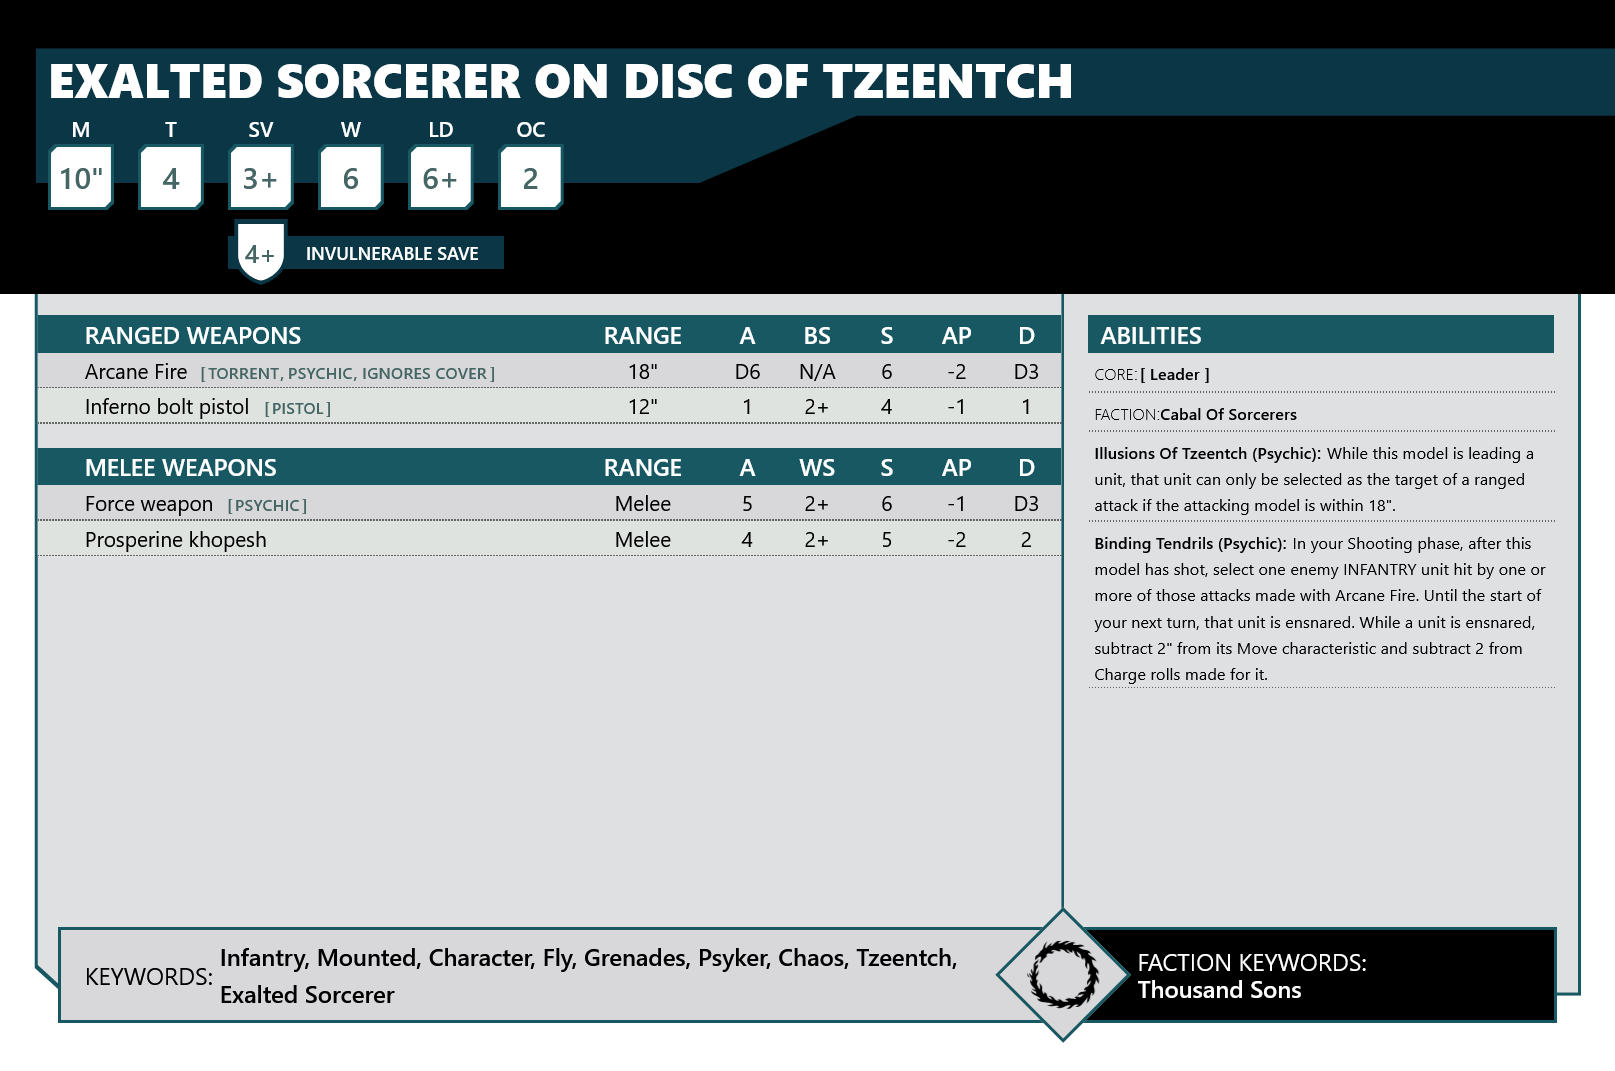 EXALTED SORCERER ON DISC OF TZEENTCH
M T SV W LD OC
10" 4 3+ 6 6+ 2
4+ INVULNERABLE SAVE
RANGED WEAPONS RANGE A BS S AP D
Arcane Fire [TORRENT, PSYCHIC, IGNORES COVER] 18" D6 N/A 6 -2 D3
Inferno bolt pistol [PISTOL] 12" 1 2+ 4 -1 1
MELEE WEAPONS RANGE A WS S AP D
Force weapon [PSYCHIC] Melee 5 2+ 6 -1 D3
Prosperine khopesh Melee 4 2+ 5 -2 2
ABILITIES
CORE:[ Leader ]
FACTION:Cabal Of Sorcerers
Illusions Of Tzeentch (Psychic): While this model is leading a
unit, that unit can only be selected as the target of a ranged
attack if the attacking model is within 18".
Binding Tendrils (Psychic): In your Shooting phase, after this
model has shot, select one enemy INFANTRY unit hit by one or
more of those attacks made with Arcane Fire. Until the start of
your next turn, that unit is ensnared. While a unit is ensnared,
subtract 2" from its Move characteristic and subtract 2 from
Charge rolls made for it.
KEYWORDS: Infantry, Mounted, Character, Fly, Grenades, Psyker, Chaos, Tzeentch,
Exalted Sorcerer
FACTION KEYWORDS:
Thousand Sons